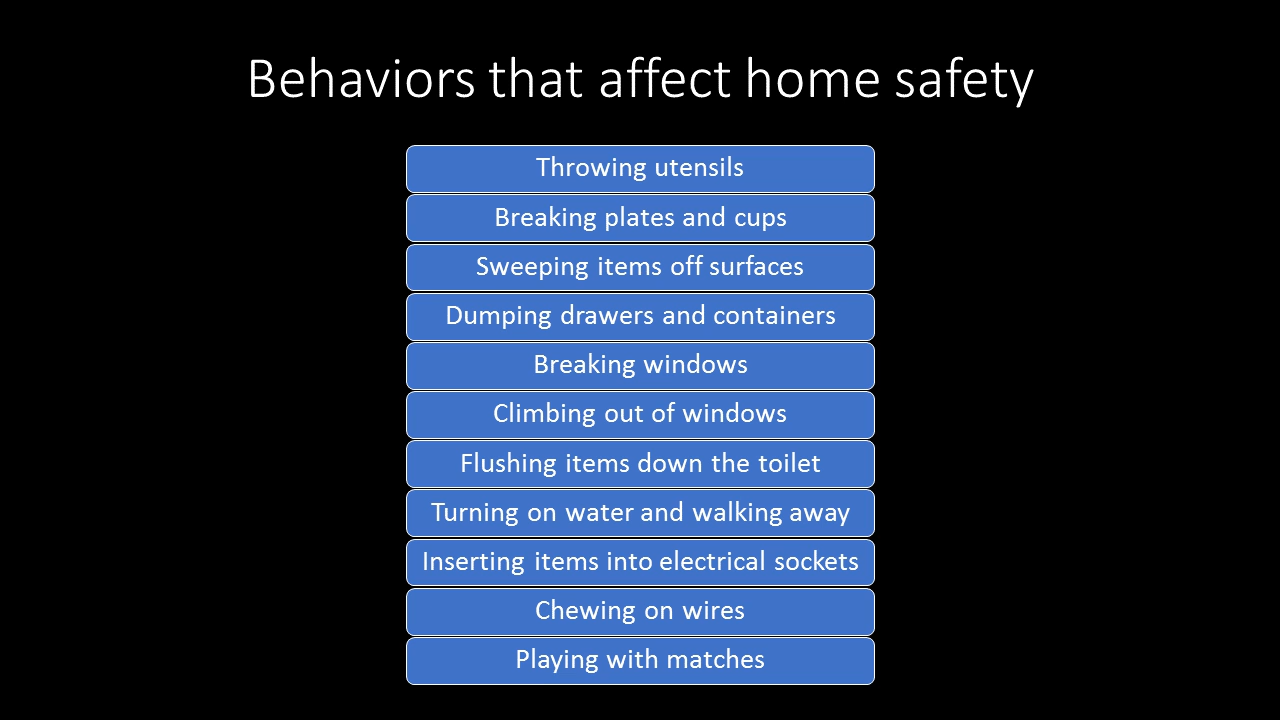 Behaviors that affect home safety
Throwing utensils
Breaking plates and cups
Sweeping items off surfaces
Dumping drawers and containers
Breaking windows
Climbing out of windows
Flushing items down the toilet
Turning on water and walking away
Inserting items into electrical sockets
Chewing on wires
Playing with matches